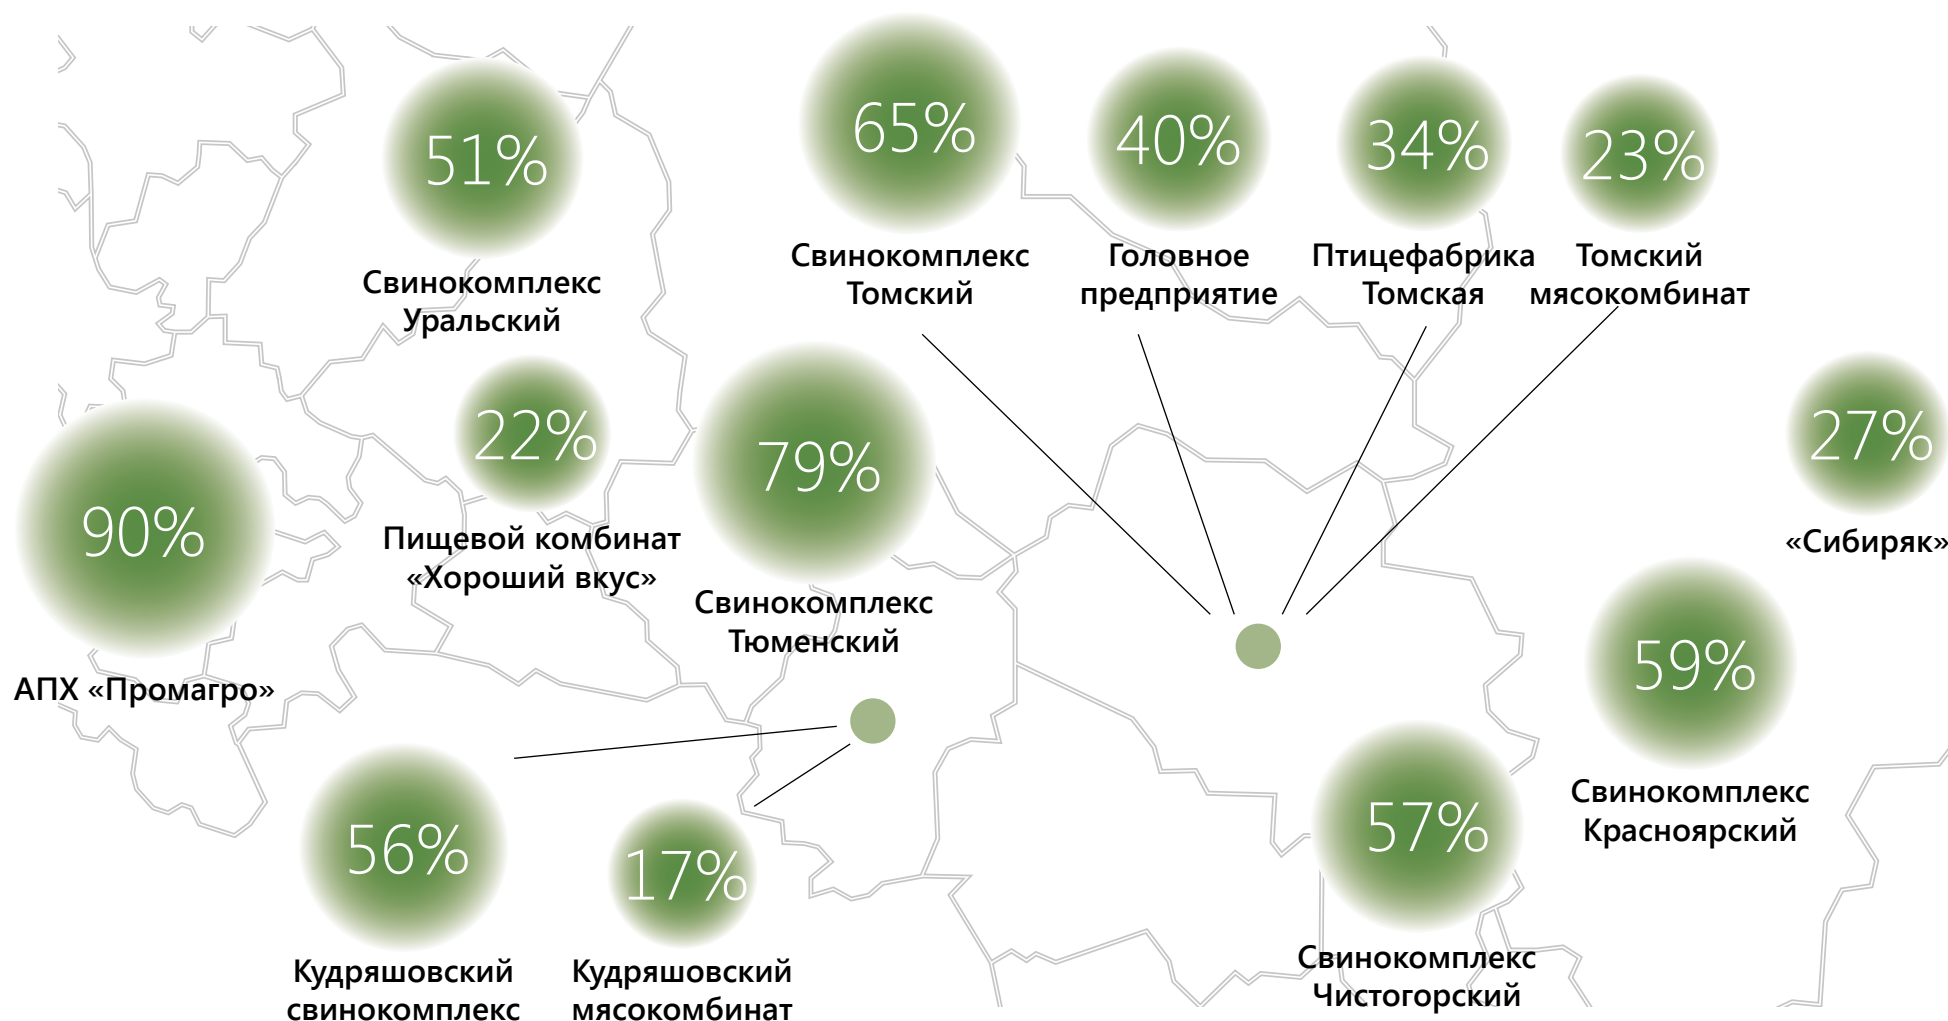 51%
Свинокомплекс
Уральский
65%
Свинокомплекс
Томский
40%
Головное
предприятие
34%
Птицефабрика
Томская
23%
Томский
мясокомбинат
22%
Пищевой комбинат
«Хороший вкус»
79%
Свинокомплекс
Тюменский
27%
«Сибиряк»
90%
АПХ «Промагро»
59%
Свинокомплекс
Красноярский
56%
Кудряшовский
свинокомплекс
17%
Кудряшовский
мясокомбинат
57%
Свинокомплекс
Чистогорский